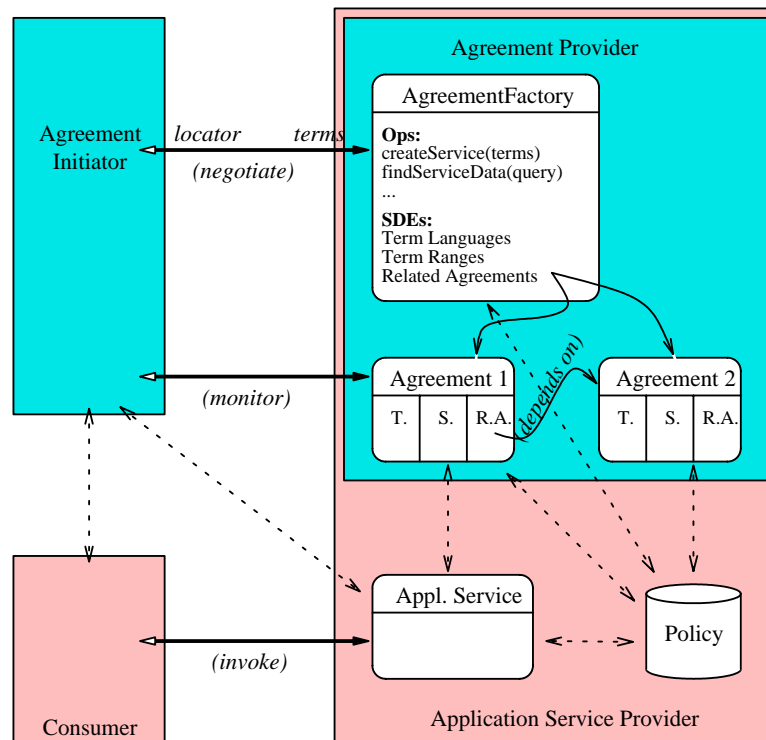 Agreement Provider
AgreementFactory
Agreement
Initiator
locator terms
(negotiate)
Ops:
createService(terms)
findServiceData(query)
...
SDEs:
Term Languages
Term Ranges
Related Agreements
(monitor)
Agreement 1
T. S. R.A.
(depends on)
Agreement 2
T. S. R.A.
Appl. Service
(invoke)
Policy
Consumer
Application Service Provider